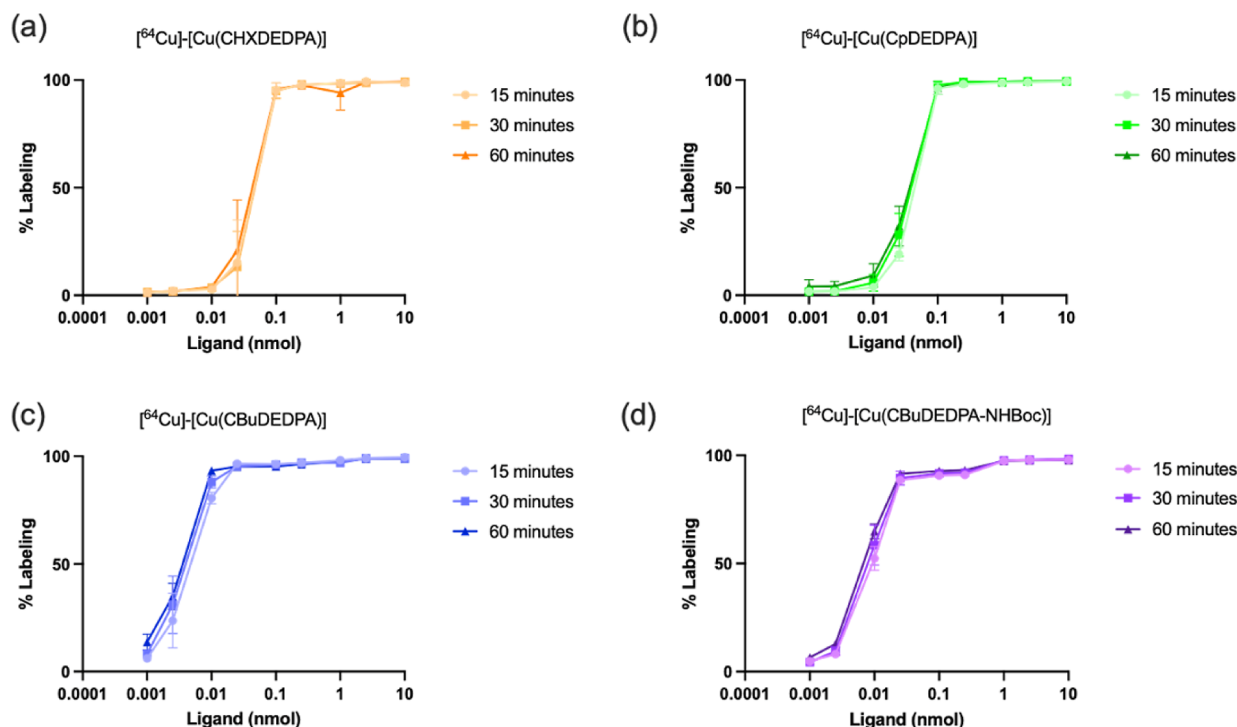 (a)
[⁶⁴Cu]-[Cu(CHXDEDPA)]
100
50
0
% Labeling
0.0001 0.001 0.01 0.1 1 10
Ligand (nmol)
15 minutes
30 minutes
60 minutes
(b)
[⁶⁴Cu]-[Cu(CpDEDPA)]
100
50
0
% Labeling
0.0001 0.001 0.01 0.1 1 10
Ligand (nmol)
15 minutes
30 minutes
60 minutes
(c)
[⁶⁴Cu]-[Cu(CBuDEDPA)]
100
50
0
% Labeling
0.0001 0.001 0.01 0.1 1 10
Ligand (nmol)
15 minutes
30 minutes
60 minutes
(d)
[⁶⁴Cu]-[Cu(CBuDEDPA-NHBoc)]
100
50
0
% Labeling
0.0001 0.001 0.01 0.1 1 10
Ligand (nmol)
15 minutes
30 minutes
60 minutes